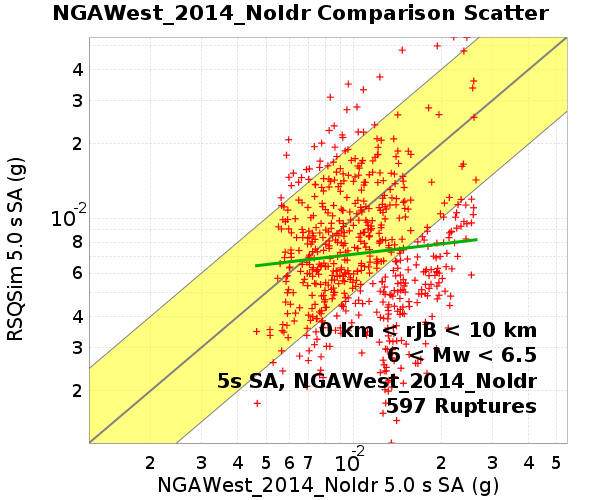 NGAWest_2014_NoIdr Comparison Scatter
RSQSim 5.0 s SA (g)
4
3
2
10-2
8
6
4
3
2
0 km < rJB < 10 km
6 < Mw < 6.5
5s SA, NGAWest_2014_NoIdr
597 Ruptures
2 3 4 5 6 7 10-2 2 3 4 5
NGAWest_2014_NoIdr 5.0 s SA (g)